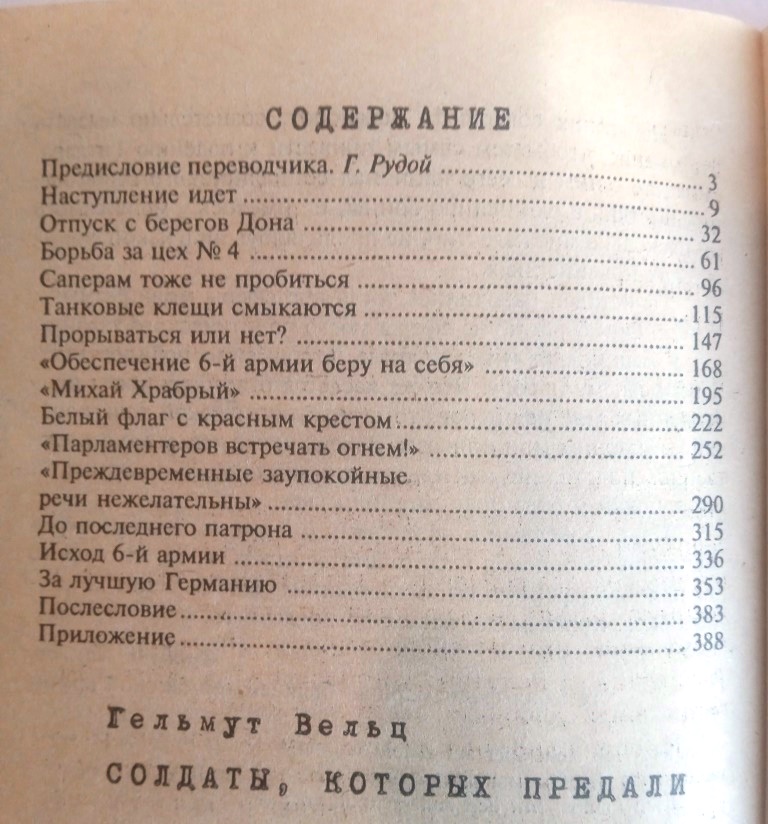 СОДЕРЖАНИЕ
Предисловие переводчика. Г. Рудой ........ 3
Наступление идет ........ 9
Отпуск с берегов Дона ........ 32
Борьба за цех № 4 ........ 61
Саперам тоже не пробиться ........ 96
Танковые клещи смыкаются ........ 115
Прорываться или нет? ........ 147
«Обеспечение 6-й армии беру на себя» ........ 168
«Михай Храбрый» ........ 195
Белый флаг с красным крестом ........ 222
«Парламентеров встречать огнем!» ........ 252
«Преждевременные заупокойные
речи нежелательны» ........ 290
До последнего патрона ........ 315
Исход 6-й армии ........ 336
За лучшую Германию ........ 353
Послесловие ........ 383
Приложение ........ 388
Гельмут Вельц
СОЛДАТЫ, КОТОРЫХ ПРЕДАЛИ